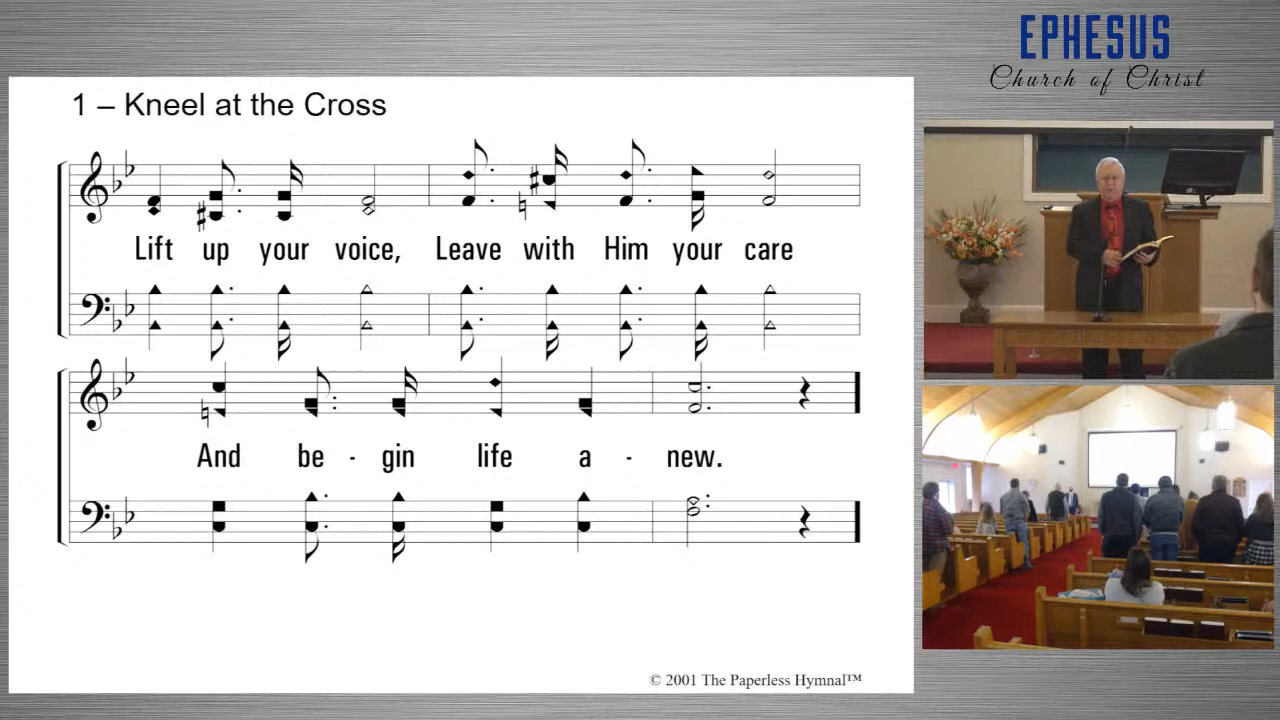 EPHESUS
Church of Christ
1 – Kneel at the Cross
Lift up your voice, Leave with Him your care
And be - gin life a - new.
© 2001 The Paperless Hymnal™